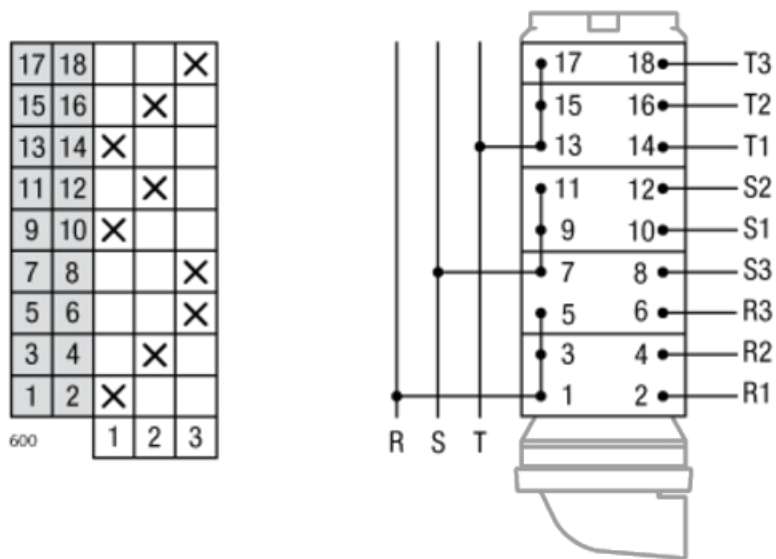 17 18
15 16
13 14
11 12
9 10
7 8
5 6
3 4
1 2
600 1 2 3
17 18 T3
15 16 T2
13 14 T1
11 12 S2
9 10 S1
7 8 S3
5 6 R3
3 4 R2
1 2 R1
R S T